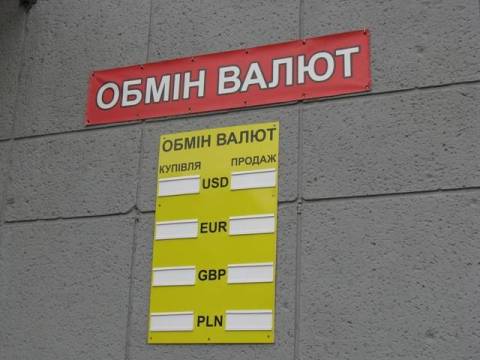 ОБМІН ВАЛЮТ
ОБМІН ВАЛЮТ
КУПІВЛЯ ПРОДАЖ
USD
EUR
GBP
PLN